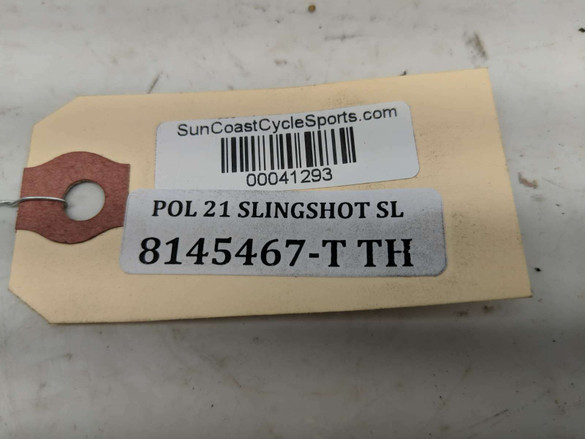 SunCoastCycleSports.com
00041293
POL 21 SLINGSHOT SL
8145467-T TH